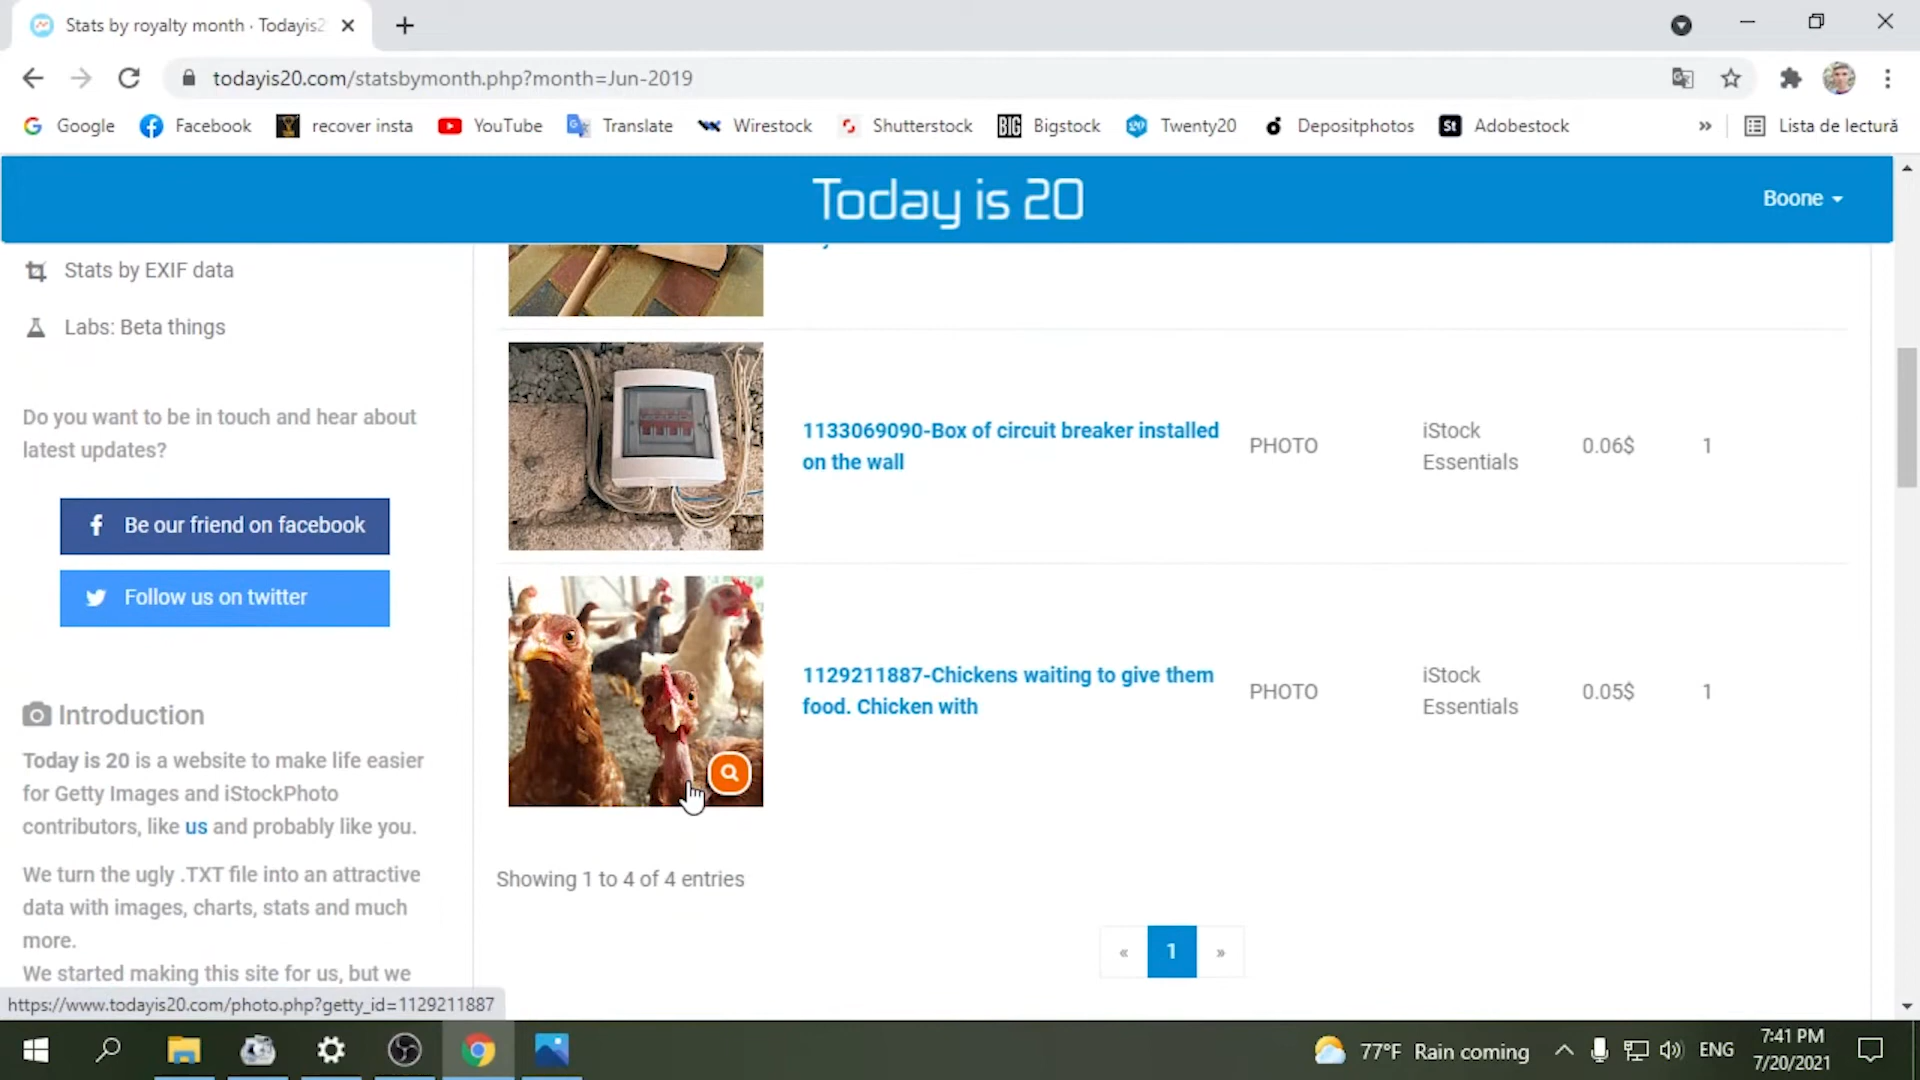 Stats by royalty month · Todayis2
todayis20.com/statsbymonth.php?month=Jun-2019
Google
Facebook
recover insta
YouTube
Translate
Wirestock
Shutterstock
BIG Bigstock
20 Twenty20
Depositphotos
St Adobestock
»
Lista de lectură
Today is 20
Boone
Stats by EXIF data
Labs: Beta things
Do you want to be in touch and hear about
latest updates?
Be our friend on facebook
Follow us on twitter
Introduction
Today is 20 is a website to make life easier
for Getty Images and iStockPhoto
contributors, like us and probably like you.
We turn the ugly .TXT file into an attractive
data with images, charts, stats and much
more.
We started making this site for us, but we
1133069090-Box of circuit breaker installed
on the wall
PHOTO
iStock
Essentials
0.06$
1
1129211887-Chickens waiting to give them
food. Chicken with
PHOTO
iStock
Essentials
0.05$
1
Showing 1 to 4 of 4 entries
« 1 »
https://www.todayis20.com/photo.php?getty_id=1129211887
77°F Rain coming
ENG
7:41 PM
7/20/2021